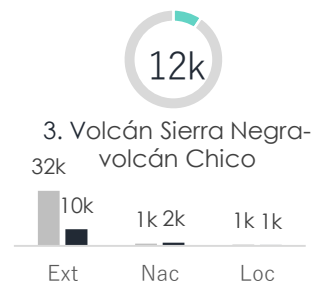 12k
3. Volcán Sierra Negra-
volcán Chico
32k
10k
1k 2k
1k 1k
Ext Nac Loc